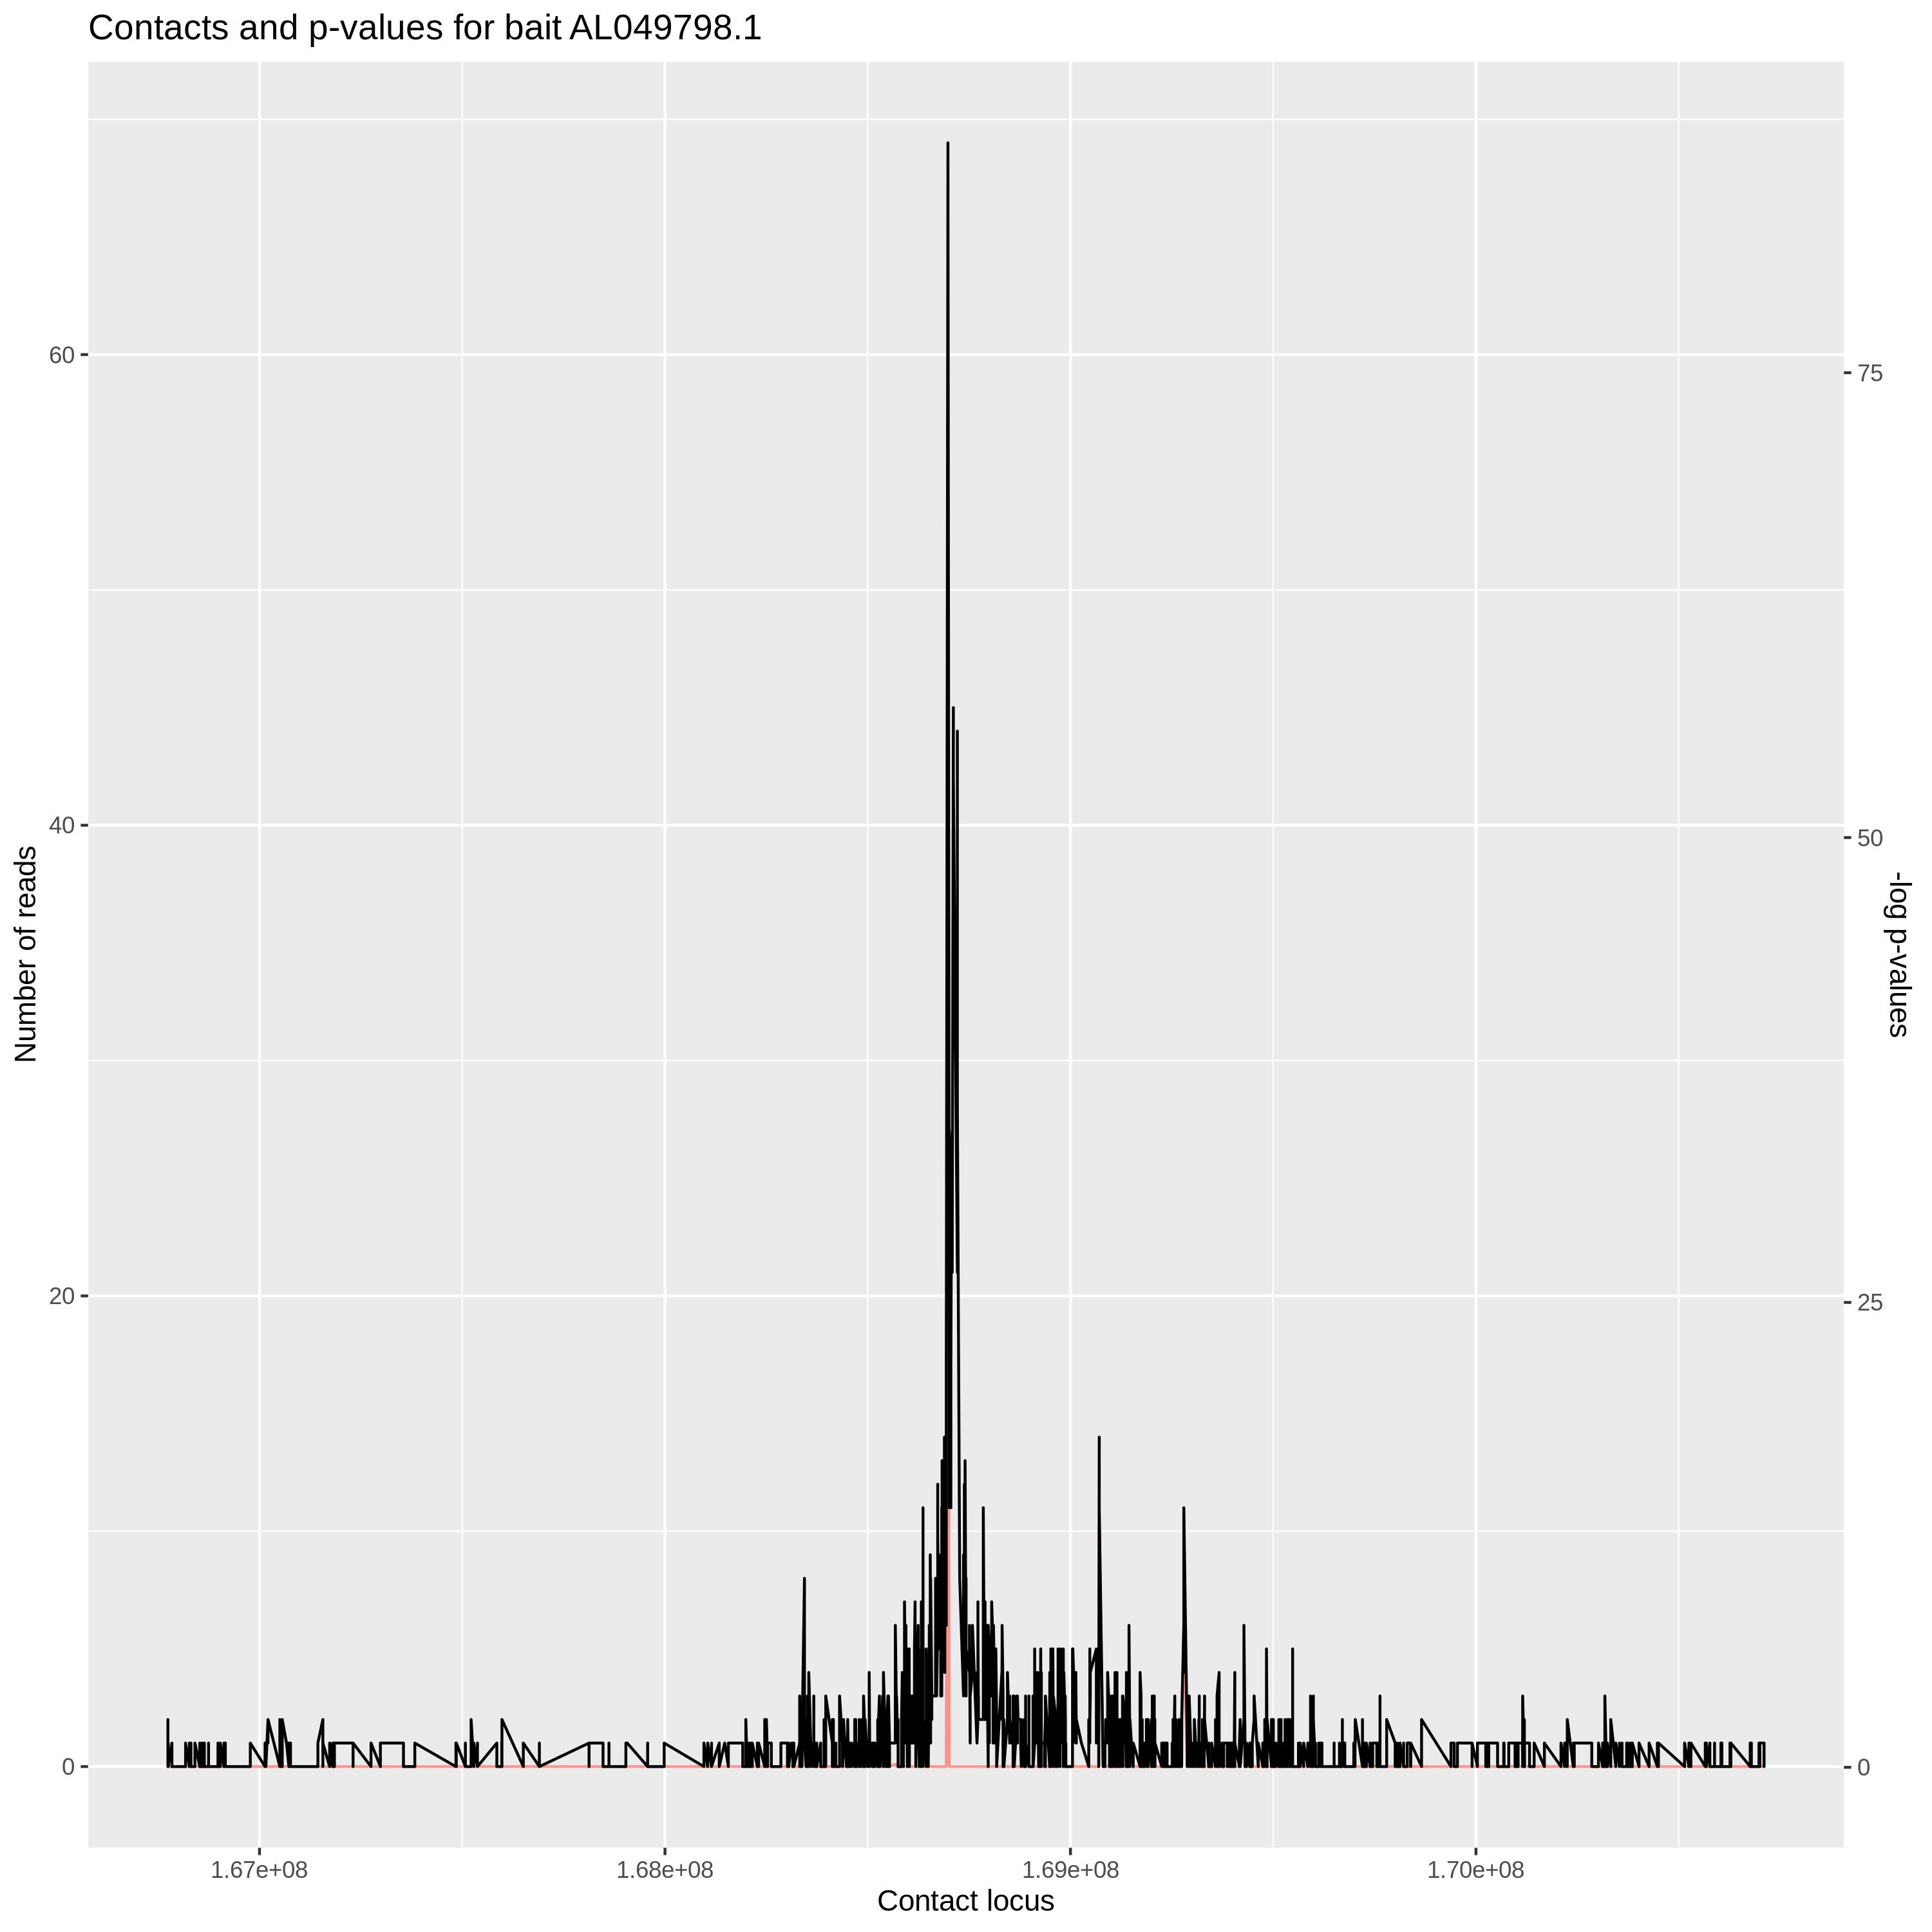 Contacts and p-values for bait AL049798.1
Number of reads
60
40
20
0
75
50
25
0
-log p-values
1.67e+08 1.68e+08 1.69e+08 1.70e+08
Contact locus